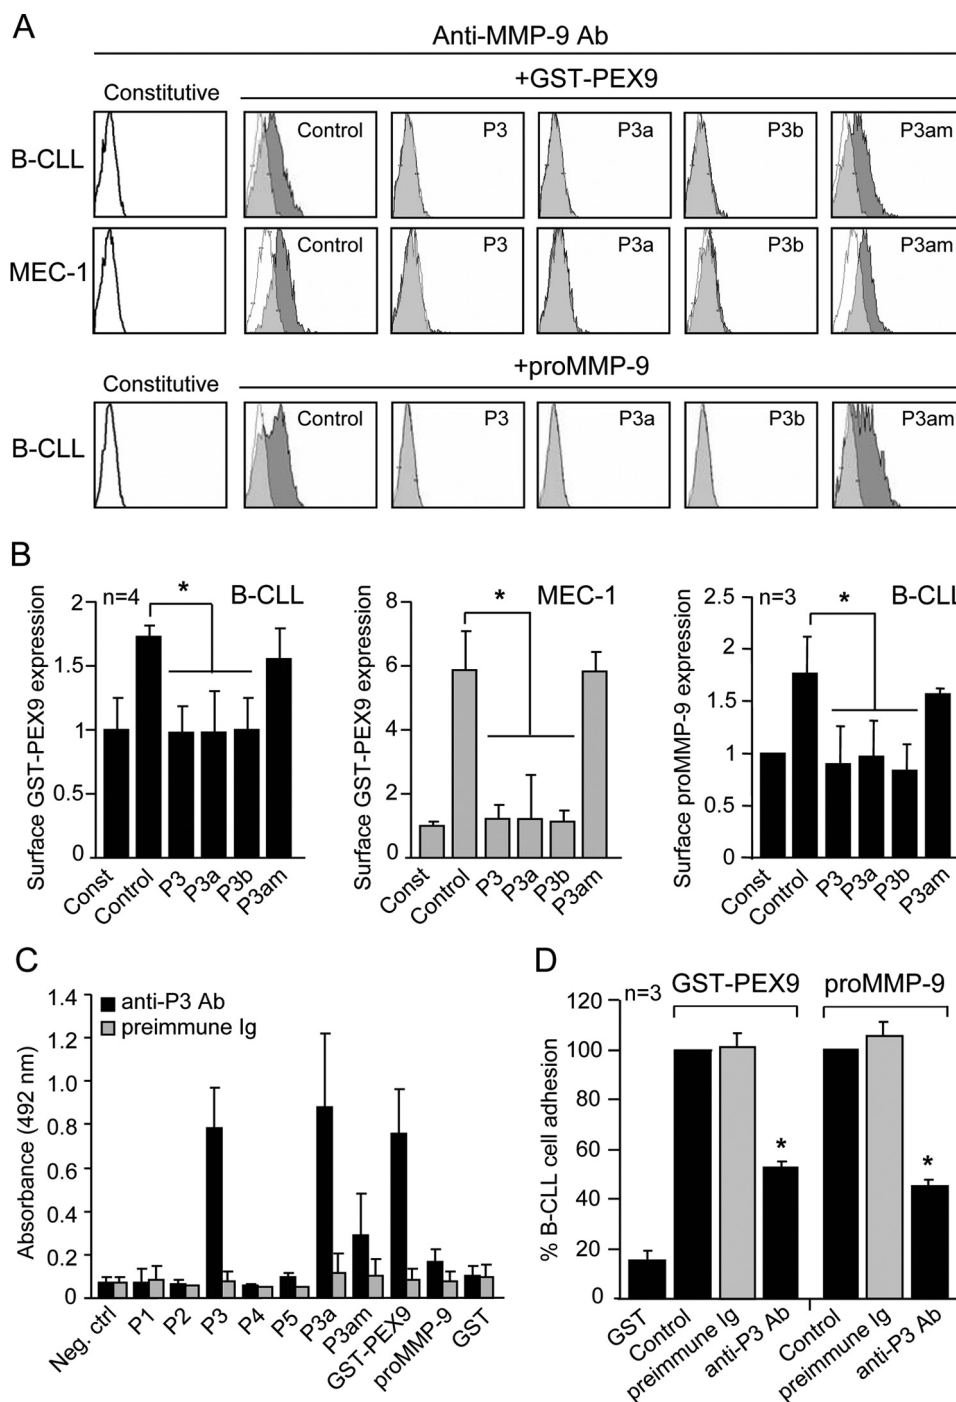 A
Anti-MMP-9 Ab
+GST-PEX9
Constitutive
B-CLL
Control
P3
P3a
P3b
P3am
MEC-1
Control
P3
P3a
P3b
P3am
+proMMP-9
Constitutive
B-CLL
Control
P3
P3a
P3b
P3am
B
Surface GST-PEX9 expression
n=4
*
B-CLL
2
1.5
1
0.5
0
Const
Control
P3
P3a
P3b
P3am
Surface GST-PEX9 expression
*
MEC-1
8
6
4
2
0
Const
Control
P3
P3a
P3b
P3am
Surface proMMP-9 expression
n=3
*
B-CLL
2.5
2
1.5
1
0.5
0
Const
Control
P3
P3a
P3b
P3am
C
Absorbance (492 nm)
anti-P3 Ab
preimmune Ig
1.4
1.2
1.0
0.8
0.6
0.4
0.2
0
Neg. ctrl
P1
P2
P3
P4
P5
P3a
P3am
GST-PEX9
proMMP-9
GST
D
% B-CLL cell adhesion
n=3
GST-PEX9
proMMP-9
120
100
80
60
40
20
0
*
*
GST
Control
preimmune Ig
anti-P3 Ab
Control
preimmune Ig
anti-P3 Ab